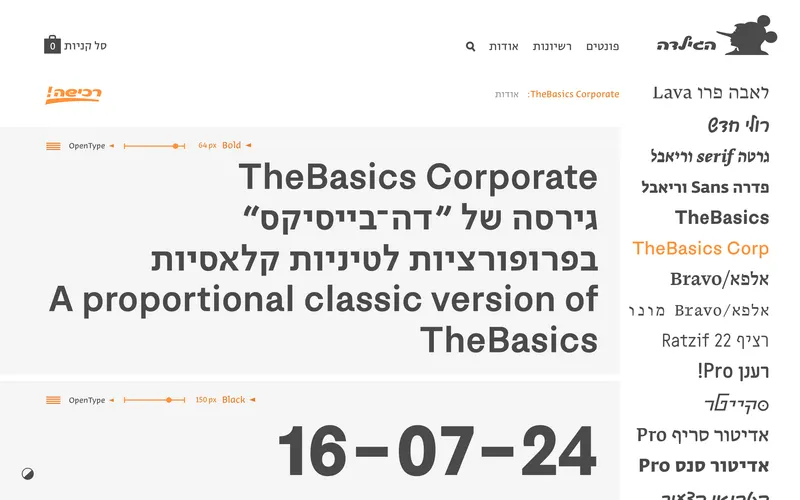 הגילדה
פונטים
רשיונות
אודות
סל קניות
0
TheBasics Corporate:
אודות
רכישה!
לאבה פרו Lava
רולי חדש
גרטה serif וריאבל
פדרה Sans וריאבל
TheBasics
TheBasics Corp
אלפא/Bravo
אלפא/Bravo מונו
רציף Ratzif 22
רענן Pro!
סקייטר
אדיטור סריף Pro
אדיטור סנס Pro
Bold
64 px
OpenType
TheBasics Corporate
גירסה של ״דה־בייסיקס״
בפרופורציות לטיניות קלאסיות
A proportional classic version of
TheBasics
Black
150 px
OpenType
16–07–24